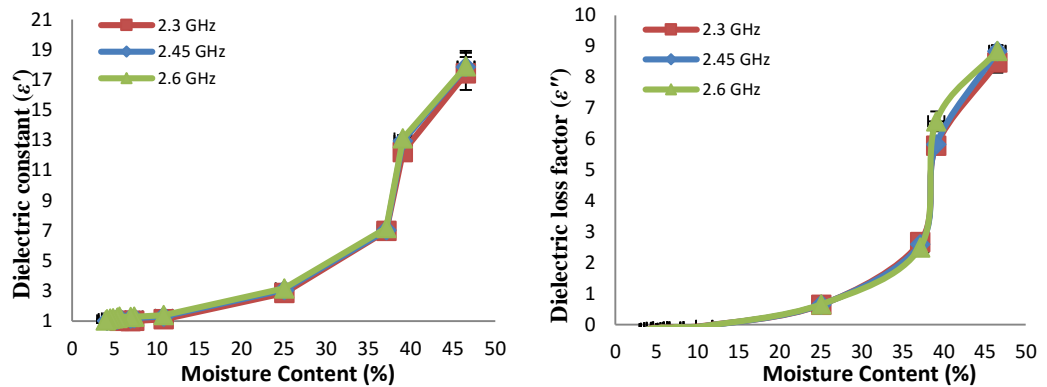 Dielectric constant (ε′)
21
19
17
15
13
11
9
7
5
3
1
2.3 GHz
2.45 GHz
2.6 GHz
0 5 10 15 20 25 30 35 40 45 50
Moisture Content (%)
Dielectric loss factor (ε″)
10
9
8
7
6
5
4
3
2
1
0
2.3 GHz
2.45 GHz
2.6 GHz
0 5 10 15 20 25 30 35 40 45 50
Moisture Content (%)